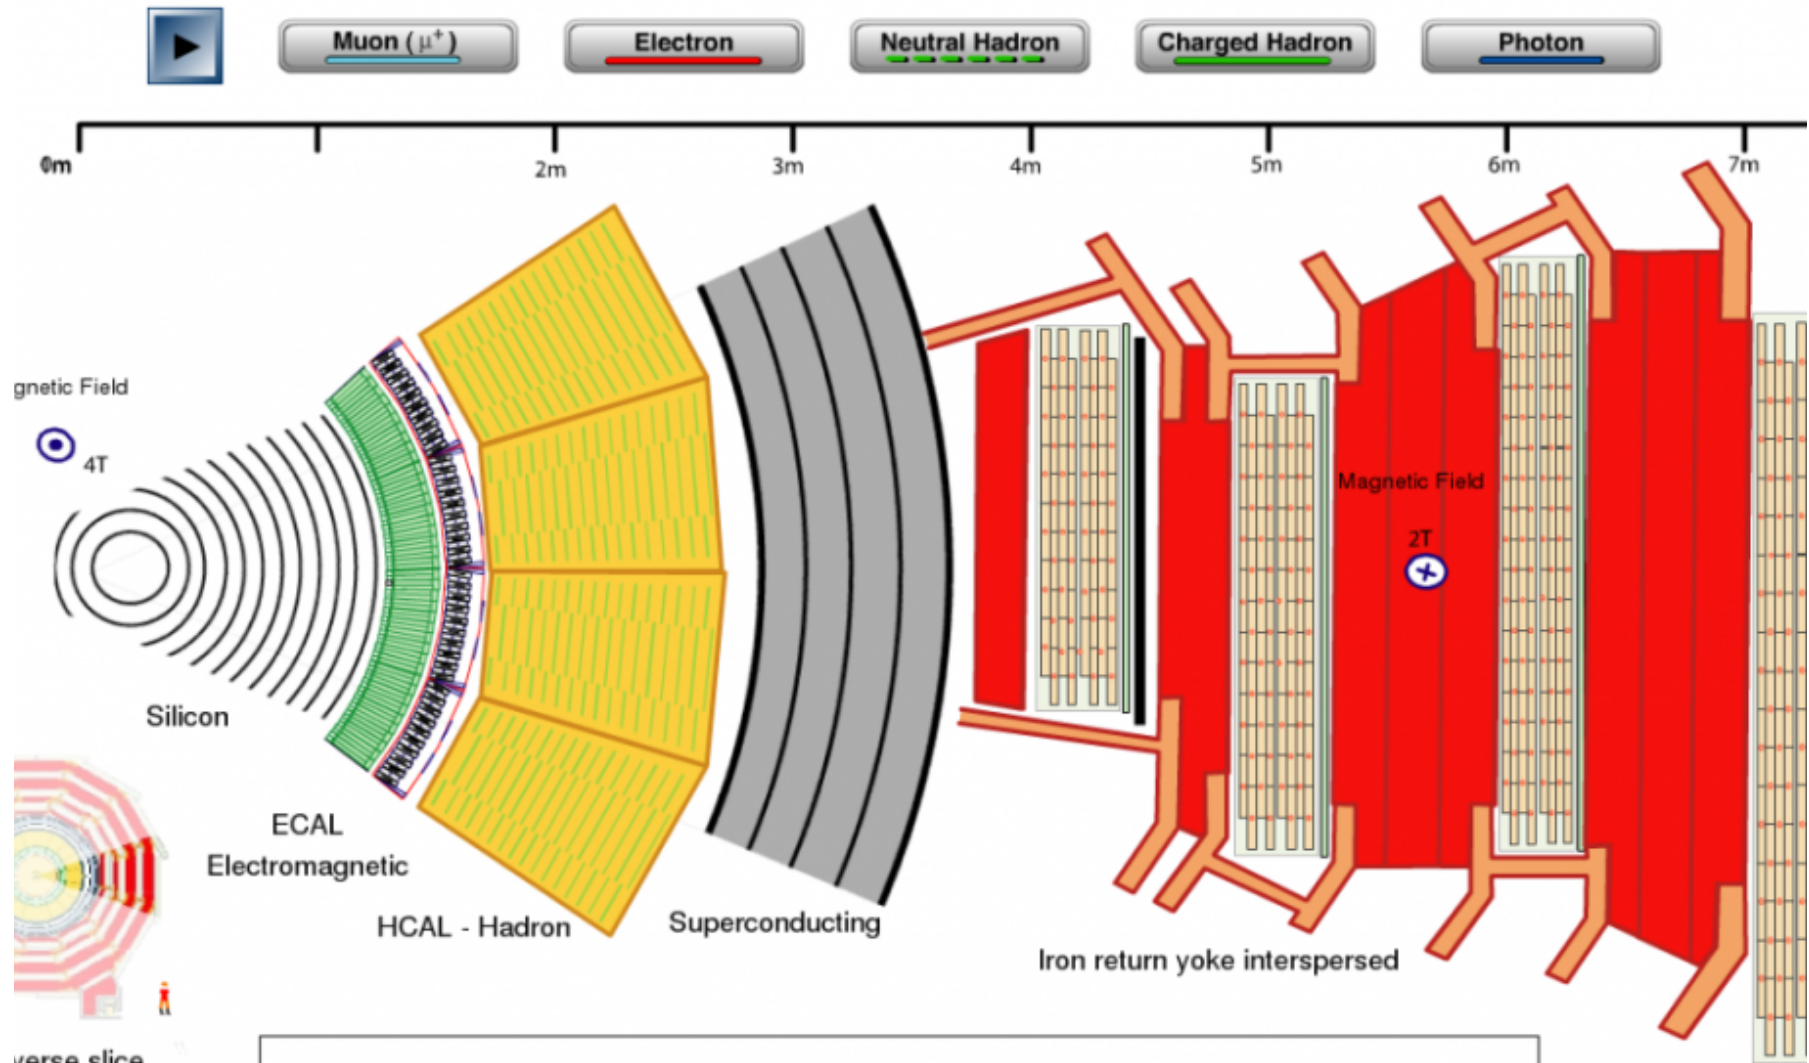 Muon (μ⁺)
Electron
Neutral Hadron
Charged Hadron
Photon
0m
2m
3m
4m
5m
6m
7m
gnetic Field
4T
Magnetic Field
2T
Silicon
ECAL
Electromagnetic
HCAL - Hadron
Superconducting
Iron return yoke interspersed
verse slice